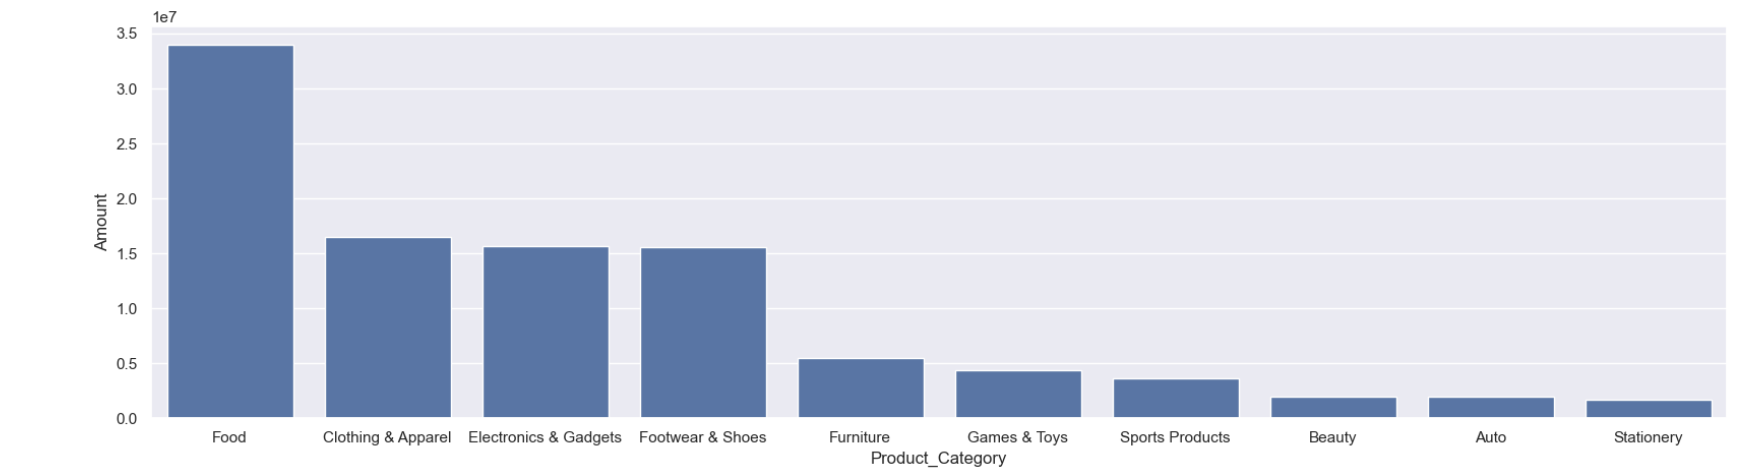 1e7
3.5
3.0
2.5
2.0
1.5
1.0
0.5
0.0
Amount
Food Clothing & Apparel Electronics & Gadgets Footwear & Shoes Furniture Games & Toys Sports Products Beauty Auto Stationery
Product_Category